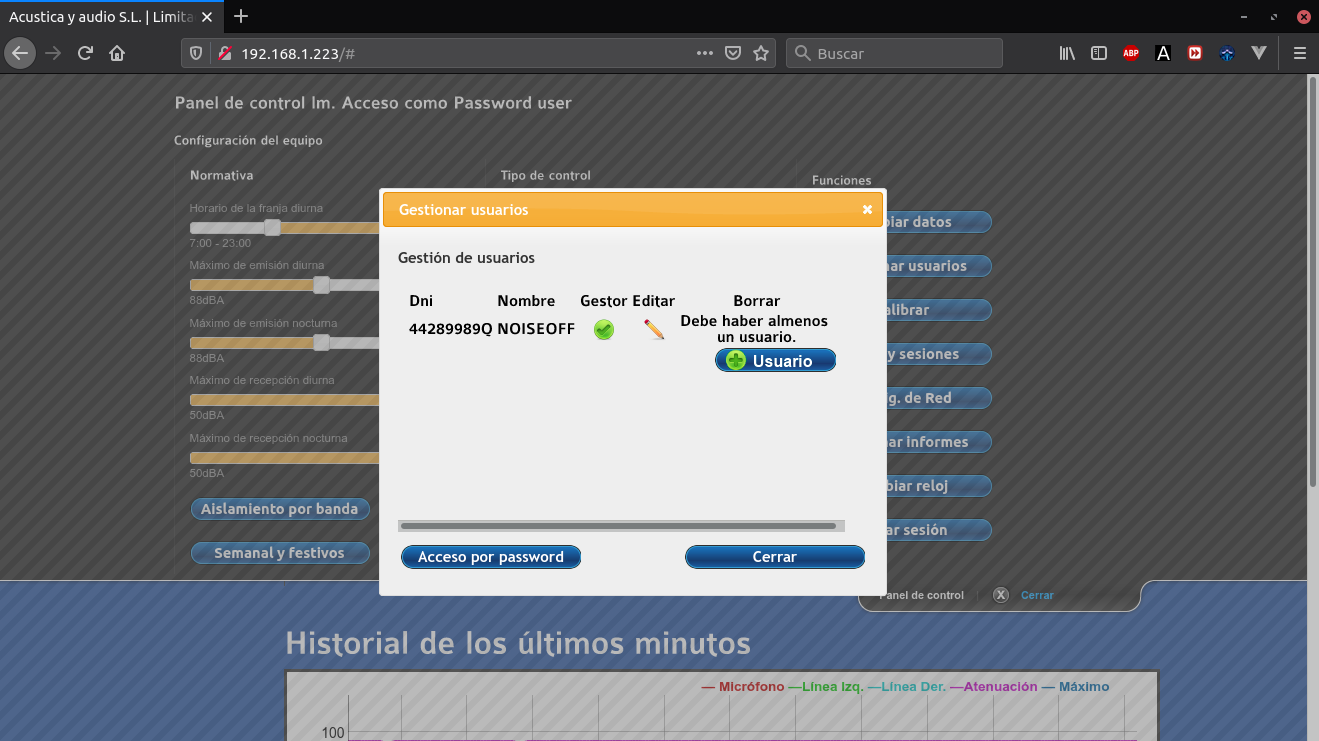 Acustica y audio S.L. | Limita
192.168.1.223/#
Buscar
ABP
A
Panel de control lm. Acceso como Password user
Configuración del equipo
Normativa
Tipo de control
Funciones
Horario de la franja diurna
7:00 - 23:00
Máximo de emisión diurna
88dBA
Máximo de emisión nocturna
88dBA
Máximo de recepción diurna
50dBA
Máximo de recepción nocturna
50dBA
Aislamiento por banda
Semanal y festivos
Gestionar usuarios
Gestión de usuarios
Dni Nombre Gestor Editar Borrar
44289989Q NOISEOFF Debe haber almenos
un usuario.
Usuario
Acceso por password
Cerrar
biar datos
nar usuarios
alibrar
y sesiones
g. de Red
nar informes
biar reloj
ar sesión
Panel de control
X Cerrar
Historial de los últimos minutos
— Micrófono —Línea Izq. —Línea Der. —Atenuación — Máximo
100